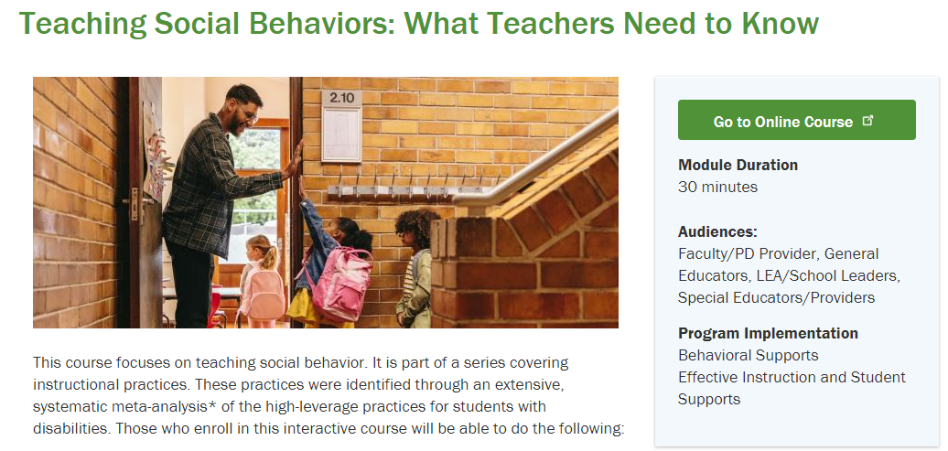 Teaching Social Behaviors: What Teachers Need to Know
2.10
Go to Online Course
Module Duration
30 minutes
Audiences:
Faculty/PD Provider, General
Educators, LEA/School Leaders,
Special Educators/Providers
Program Implementation
Behavioral Supports
Effective Instruction and Student
Supports
This course focuses on teaching social behavior. It is part of a series covering
instructional practices. These practices were identified through an extensive,
systematic meta-analysis* of the high-leverage practices for students with
disabilities. Those who enroll in this interactive course will be able to do the following: